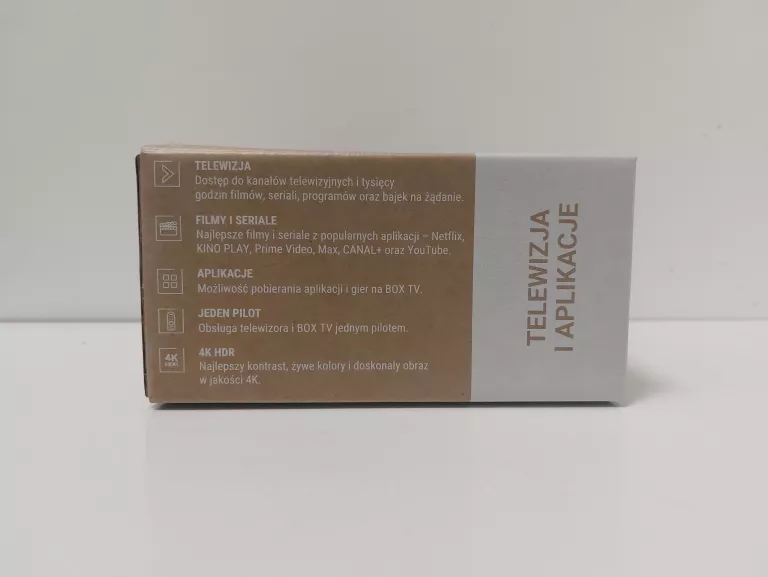 TELEWIZJA
Dostęp do kanałów telewizyjnych i tysięcy
godzin filmów, seriali, programów oraz bajek na żądanie.
FILMY I SERIALE
Najlepsze filmy i seriale z popularnych aplikacji – Netflix,
KINO PLAY, Prime Video, Max, CANAL+ oraz YouTube.
APLIKACJE
Możliwość pobierania aplikacji i gier na BOX TV.
JEDEN PILOT
Obsługa telewizora i BOX TV jednym pilotem.
4K
4K HDR
Najlepszy kontrast, żywe kolory i doskonały obraz
w jakości 4K.
TELEWIZJA
I APLIKACJE